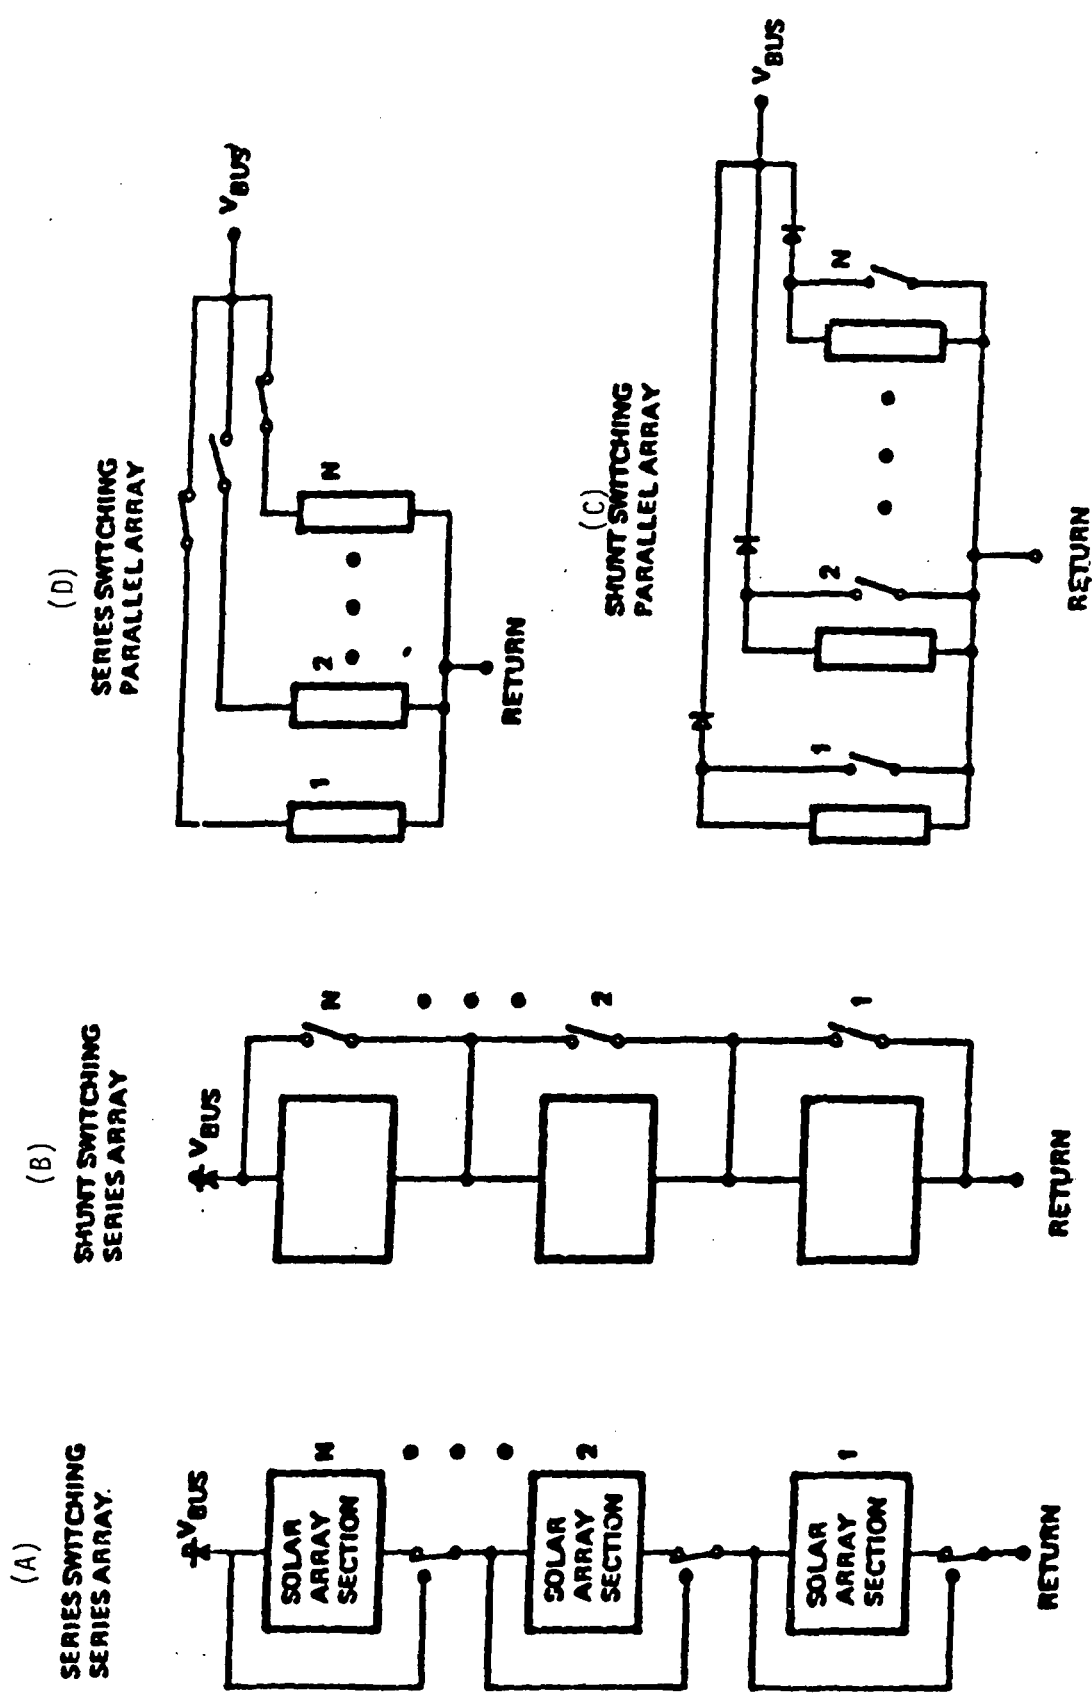 (A)
SERIES SWITCHING
SERIES ARRAY.
VBUS
SOLAR
ARRAY
SECTION
N
SOLAR
ARRAY
SECTION
2
SOLAR
ARRAY
SECTION
1
RETURN
(B)
SHUNT SWITCHING
SERIES ARRAY
VBUS
N
2
1
RETURN
(D)
SERIES SWITCHING
PARALLEL ARRAY
VBUS
1
2
N
RETURN
(C)
SHUNT SWITCHING
PARALLEL ARRAY
VBUS
1
2
N
RETURN